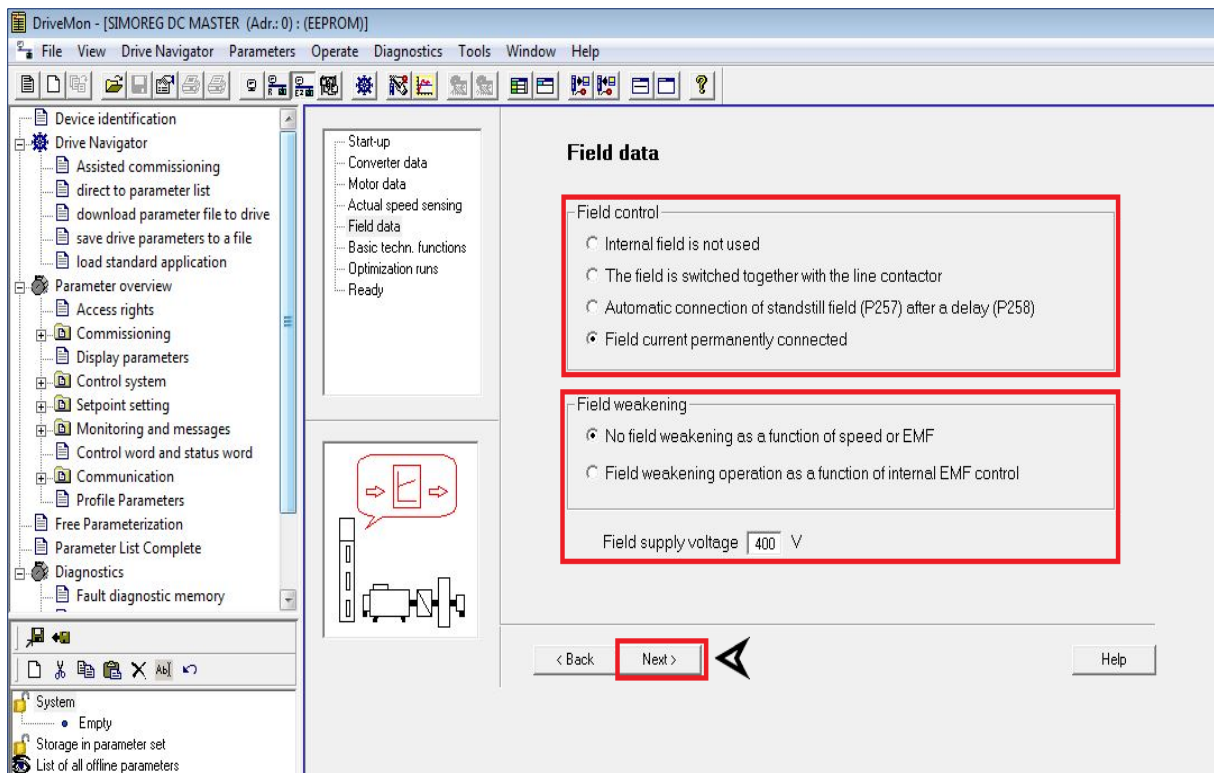 DriveMon - [SIMOREG DC MASTER (Adr.: 0) : (EEPROM)]
File View Drive Navigator Parameters Operate Diagnostics Tools Window Help
Device identification
Drive Navigator
Assisted commissioning
direct to parameter list
download parameter file to drive
save drive parameters to a file
load standard application
Parameter overview
Access rights
Commissioning
Display parameters
Control system
Setpoint setting
Monitoring and messages
Control word and status word
Communication
Profile Parameters
Free Parameterization
Parameter List Complete
Diagnostics
Fault diagnostic memory
System
Empty
Storage in parameter set
List of all offline parameters
Start-up
Converter data
Motor data
Actual speed sensing
Field data
Basic techn. functions
Optimization runs
Ready
Field data
Field control
Internal field is not used
The field is switched together with the line contactor
Automatic connection of standstill field (P257) after a delay (P258)
Field current permanently connected
Field weakening
No field weakening as a function of speed or EMF
Field weakening operation as a function of internal EMF control
Field supply voltage 400 V
< Back Next > Help